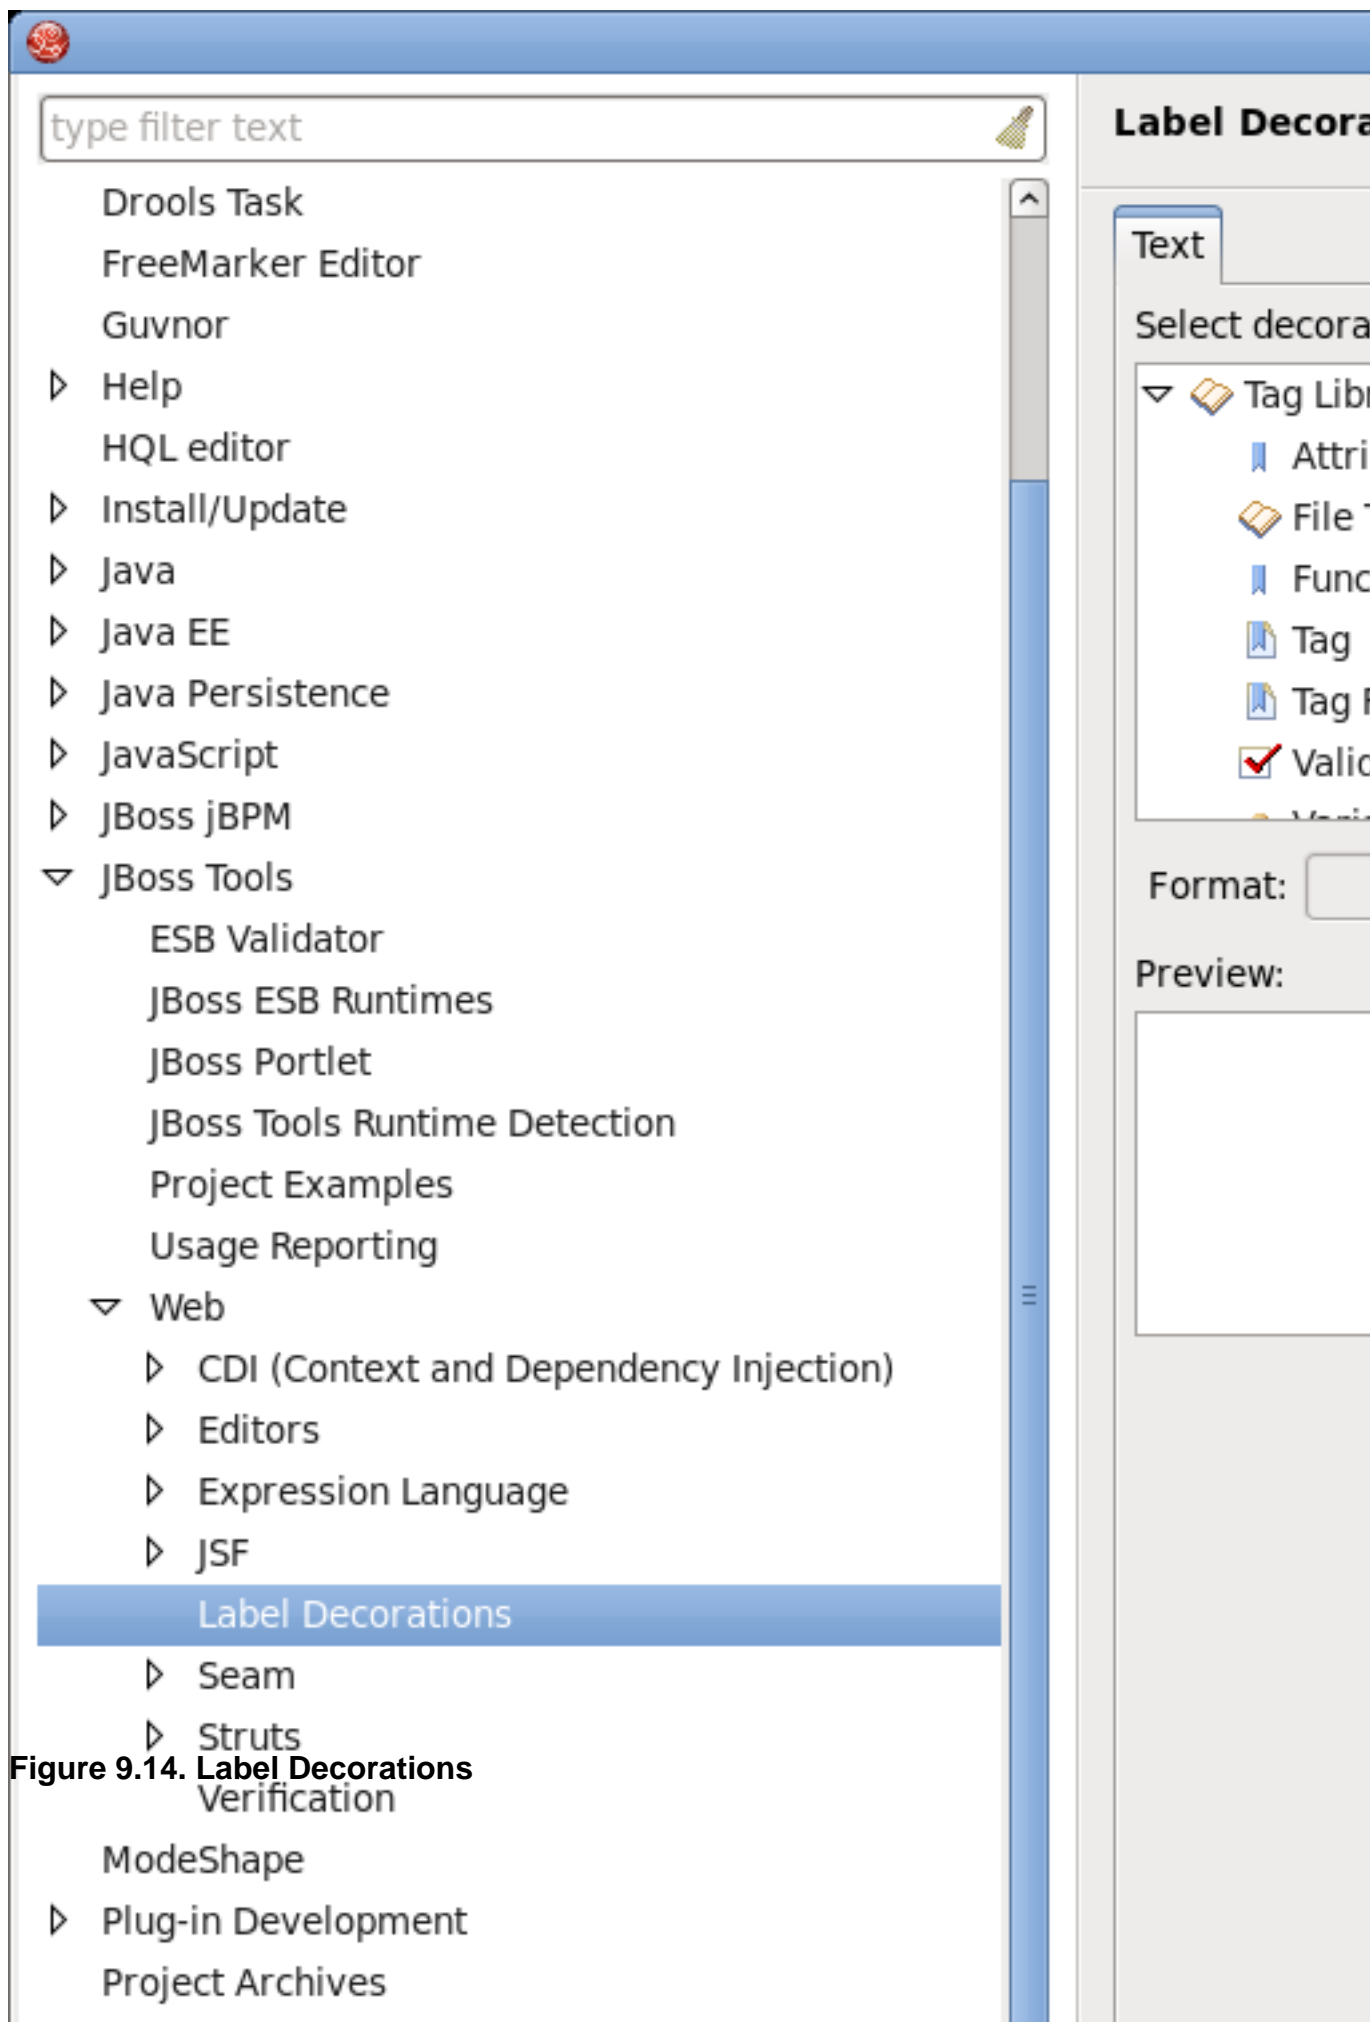 type filter text
Drools Task
FreeMarker Editor
Guvnor
Help
HQL editor
Install/Update
Java
Java EE
Java Persistence
JavaScript
JBoss jBPM
JBoss Tools
ESB Validator
JBoss ESB Runtimes
JBoss Portlet
JBoss Tools Runtime Detection
Project Examples
Usage Reporting
Web
CDI (Context and Dependency Injection)
Editors
Expression Language
JSF
Label Decorations
Seam
Struts
Figure 9.14. Label Decorations
Verification
ModeShape
Plug-in Development
Project Archives
Label Decora
Text
Select decora
Tag Libr
Attri
File T
Func
Tag
Tag F
Valid
Format:
Preview: